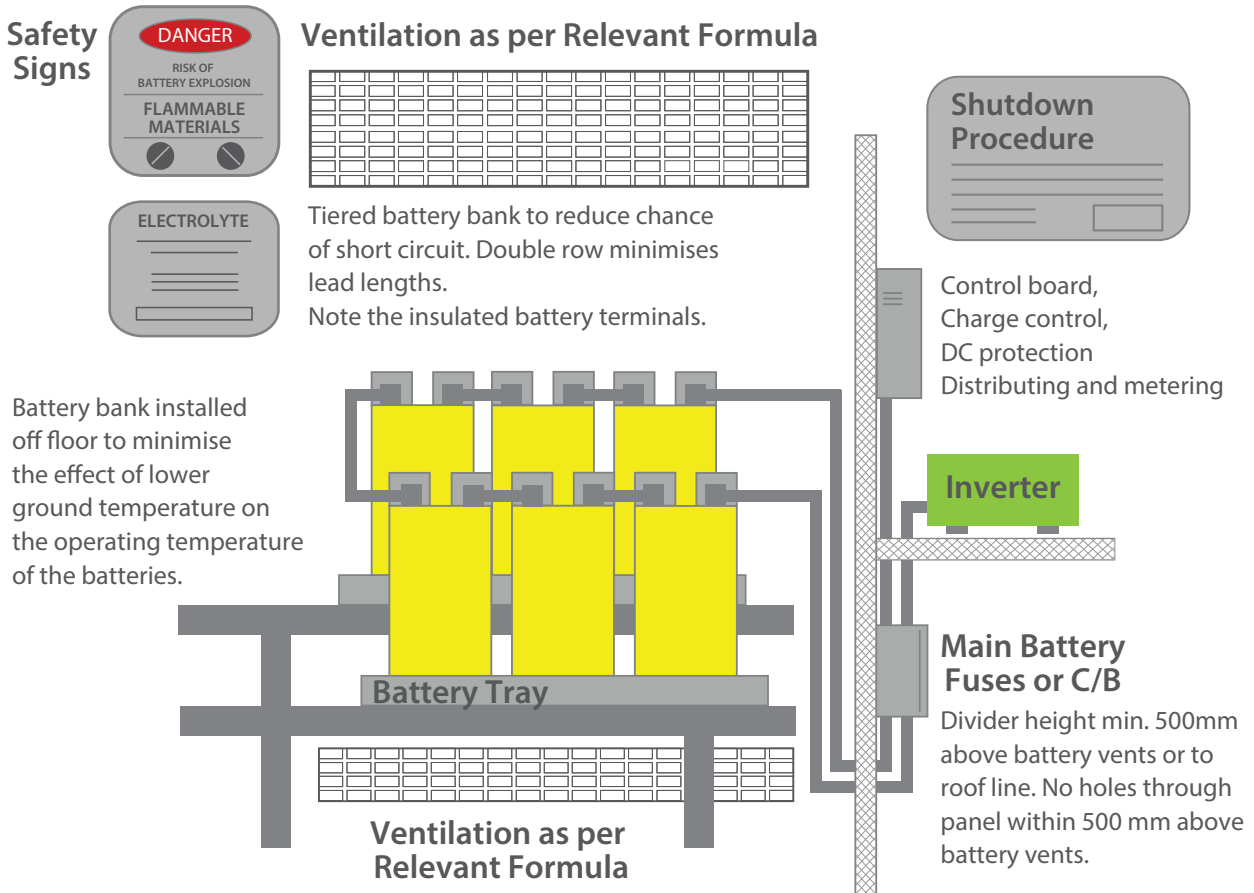 Safety
Signs
DANGER
RISK OF
BATTERY EXPLOSION
FLAMMABLE
MATERIALS
ELECTROLYTE
Ventilation as per Relevant Formula
Tiered battery bank to reduce chance
of short circuit. Double row minimises
lead lengths.
Note the insulated battery terminals.
Shutdown
Procedure
Control board,
Charge control,
DC protection
Distributing and metering
Battery bank installed
off floor to minimise
the effect of lower
ground temperature on
the operating temperature
of the batteries.
Inverter
Battery Tray
Main Battery
Fuses or C/B
Divider height min. 500mm
above battery vents or to
roof line. No holes through
panel within 500 mm above
battery vents.
Ventilation as per
Relevant Formula